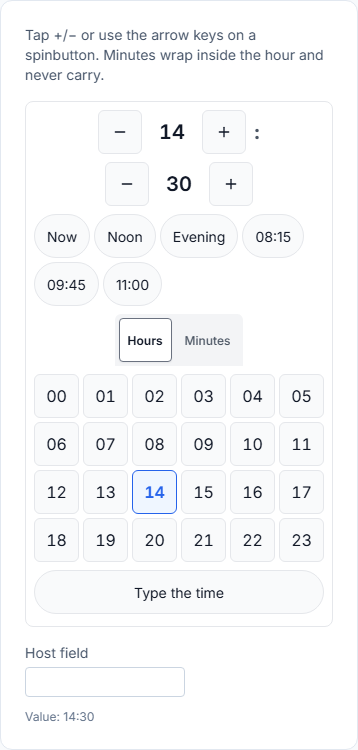 Tap +/− or use the arrow keys on a
spinbutton. Minutes wrap inside the hour and
never carry.
− 14 + :
− 30 +
Now Noon Evening 08:15
09:45 11:00
Hours Minutes
00 01 02 03 04 05
06 07 08 09 10 11
12 13 14 15 16 17
18 19 20 21 22 23
Type the time
Host field
Value: 14:30